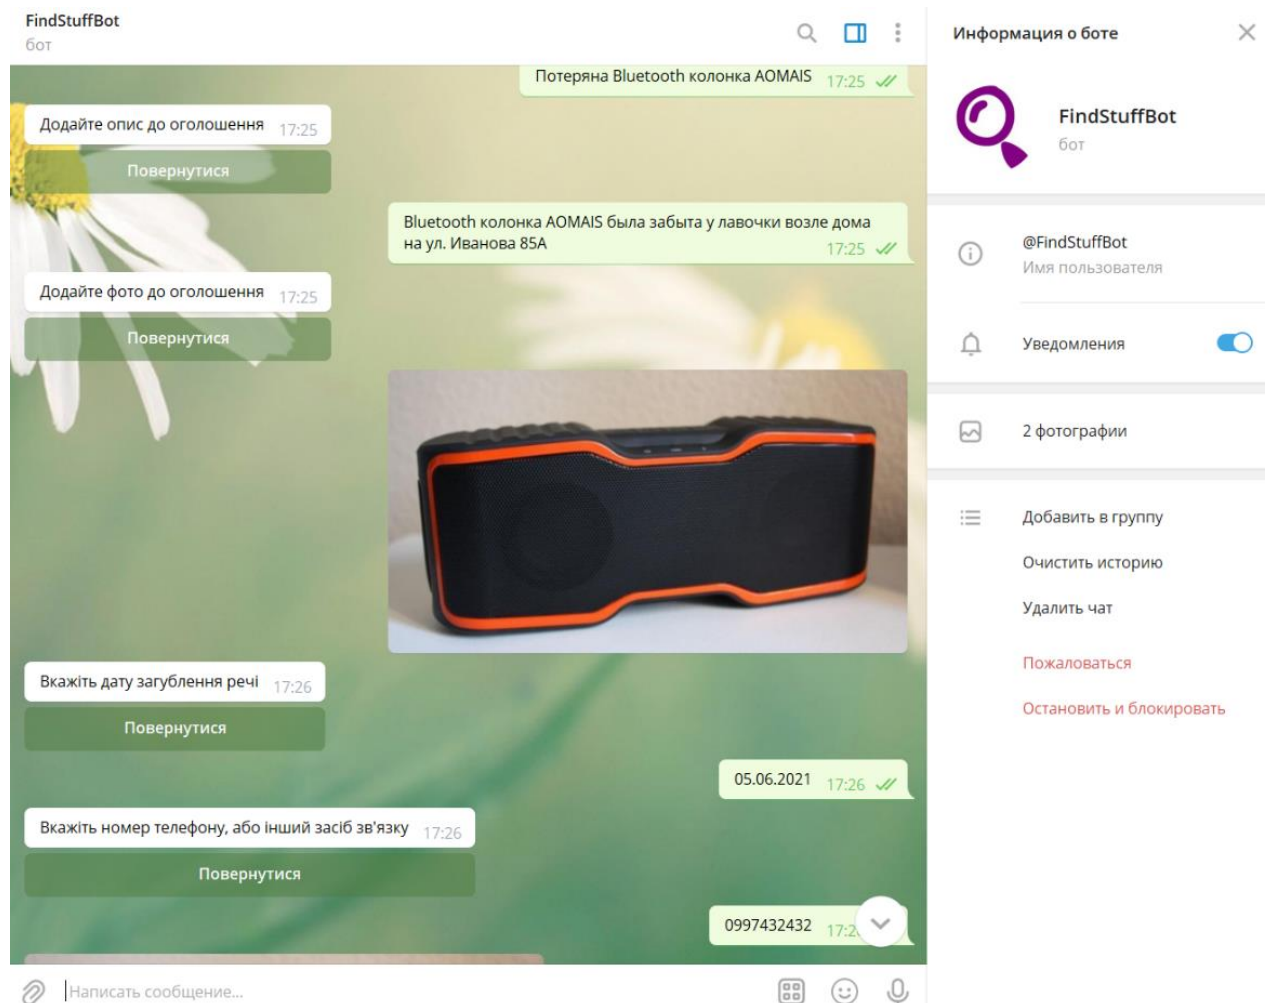 FindStuffBot
бот
Потеряна Bluetooth колонка AOMAIS 17:25
Додайте опис до оголошення 17:25
Повернутися
Bluetooth колонка AOMAIS была забыта у лавочки возле дома
на ул. Иванова 85А 17:25
Додайте фото до оголошення 17:25
Повернутися
Вкажіть дату загублення речі 17:26
Повернутися
05.06.2021 17:26
Вкажіть номер телефону, або інший засіб зв'язку 17:26
Повернутися
0997432432
Написать сообщение...
Информация о боте
FindStuffBot
бот
@FindStuffBot
Имя пользователя
Уведомления
2 фотографии
Добавить в группу
Очистить историю
Удалить чат
Пожаловаться
Остановить и блокировать